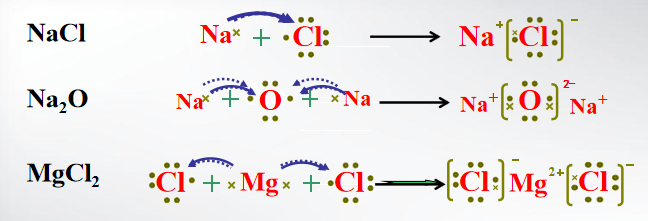 NaCl Na× + ·Cl: → Na⁺[×Cl:]⁻
Na₂O Na× + ·O· + ×Na → Na⁺[×O×]²⁻ Na⁺
MgCl₂ :Cl· + ×Mg× + ·Cl: → [:Cl×]⁻ Mg²⁺ [×Cl:]⁻